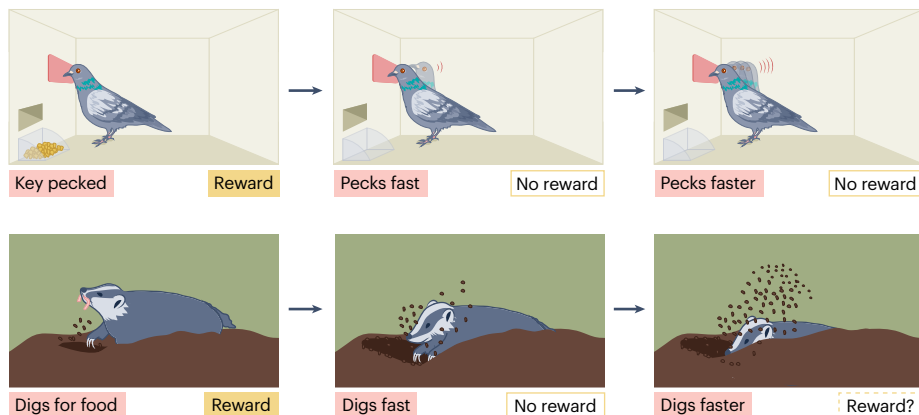 Key pecked Reward Pecks fast No reward Pecks faster No reward
Digs for food Reward Digs fast No reward Digs faster Reward?